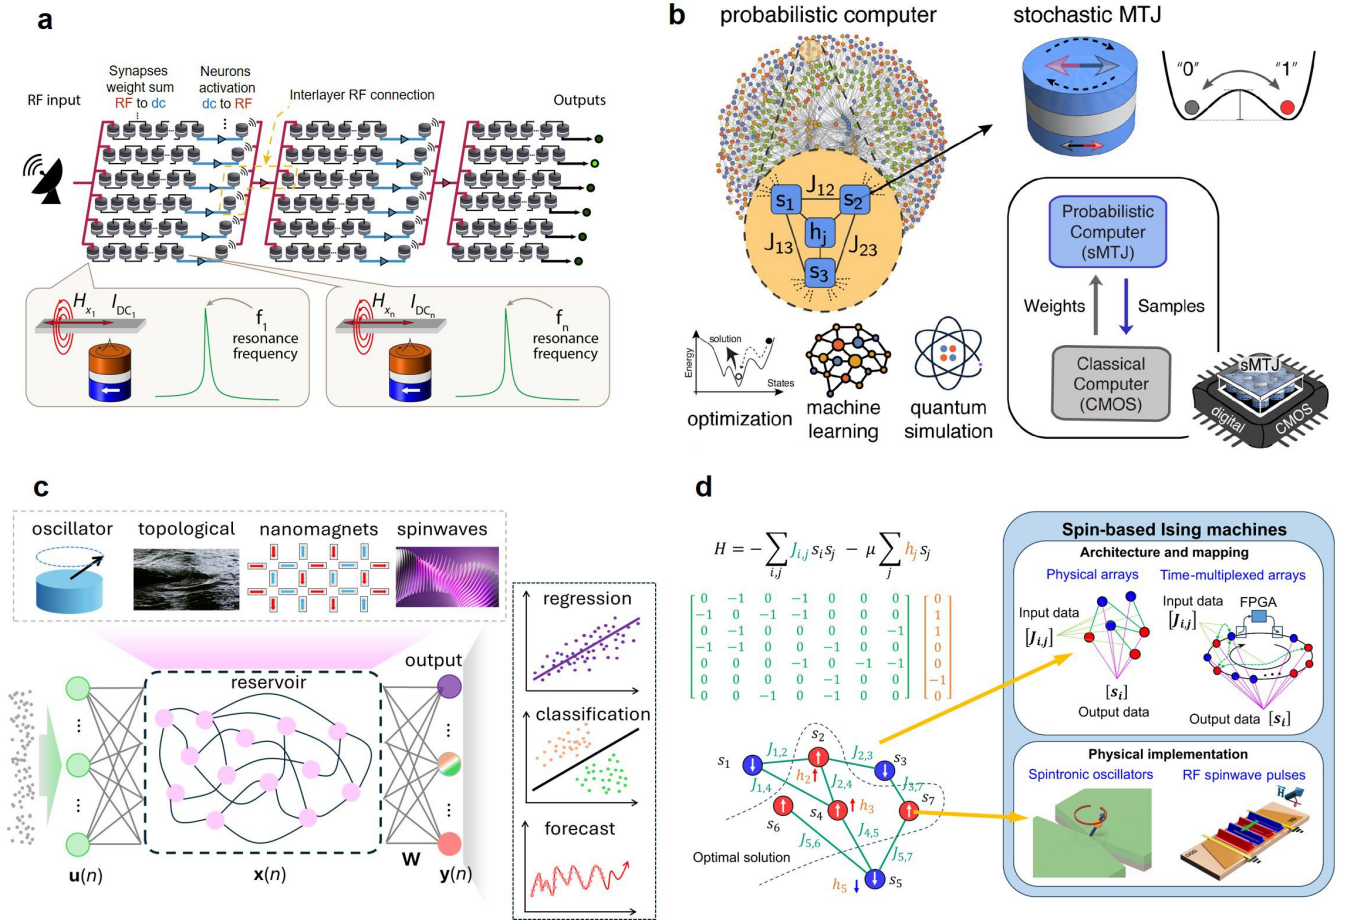 a
RF input
Synapses
weight sum
RF to dc
Neurons
activation
dc to RF
Interlayer RF connection
Outputs
Hx1 IDC1
f1
resonance
frequency
Hxn IDCn
fn
resonance
frequency
b
probabilistic computer
stochastic MTJ
"0" "1"
J12
s1 s2
hj
J13 J23
s3
Probabilistic
Computer
(sMTJ)
Weights Samples
Classical
Computer
(CMOS)
sMTJ
digital CMOS
Energy
solution
States
optimization
machine
learning
quantum
simulation
c
oscillator topological nanomagnets spinwaves
output
reservoir
W
u(n) x(n) y(n)
regression
classification
forecast
d
H = −∑i,j Ji,j si sj − μ ∑j hj sj
0 −1 0 −1 0 0 0 0
−1 0 −1 −1 0 0 0 1
0 −1 0 0 0 0 −1 1
−1 −1 0 0 −1 0 0 0
0 0 0 −1 0 −1 −1 0
0 0 0 0 −1 0 0 −1
0 0 −1 0 −1 0 0 0
s2
J1,2 J2,3
s1 s3
h2
J1,4 J2,4 J3,7
s7
s6 s4 h3
J5,6 J4,5
J5,7
Optimal solution
h5 s5
Spin-based Ising machines
Architecture and mapping
Physical arrays Time-multiplexed arrays
Input data
[Ji,j]
[si]
Output data
Input data
[Ji,j]
FPGA
Output data [si]
Physical implementation
Spintronic oscillators RF spinwave pulses